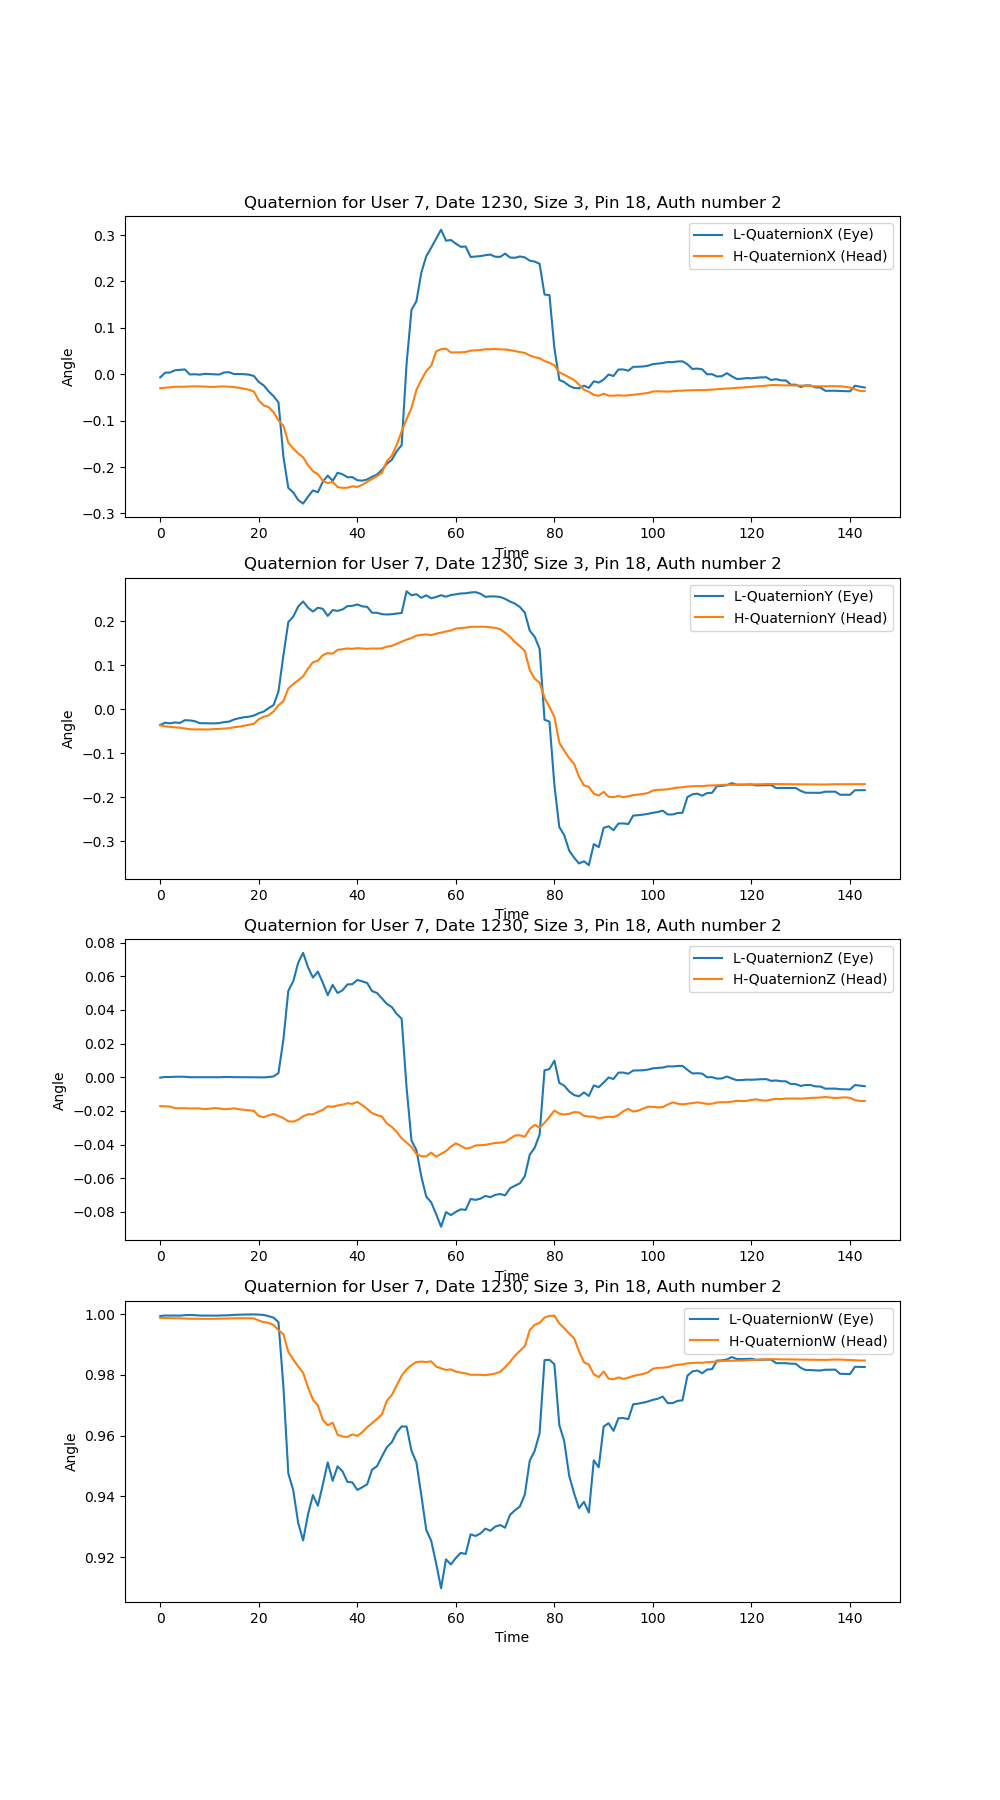 Quaternion for User 7, Date 1230, Size 3, Pin 18, Auth number 2
L-QuaternionX (Eye)
H-QuaternionX (Head)
0.3
0.2
0.1
0.0
−0.1
−0.2
−0.3
Angle
0 20 40 60 80 100 120 140
Time
Quaternion for User 7, Date 1230, Size 3, Pin 18, Auth number 2
L-QuaternionY (Eye)
H-QuaternionY (Head)
0.2
0.1
0.0
−0.1
−0.2
−0.3
Angle
0 20 40 60 80 100 120 140
Time
Quaternion for User 7, Date 1230, Size 3, Pin 18, Auth number 2
L-QuaternionZ (Eye)
H-QuaternionZ (Head)
0.08
0.06
0.04
0.02
0.00
−0.02
−0.04
−0.06
−0.08
Angle
0 20 40 60 80 100 120 140
Time
Quaternion for User 7, Date 1230, Size 3, Pin 18, Auth number 2
L-QuaternionW (Eye)
H-QuaternionW (Head)
1.00
0.98
0.96
0.94
0.92
Angle
0 20 40 60 80 100 120 140
Time